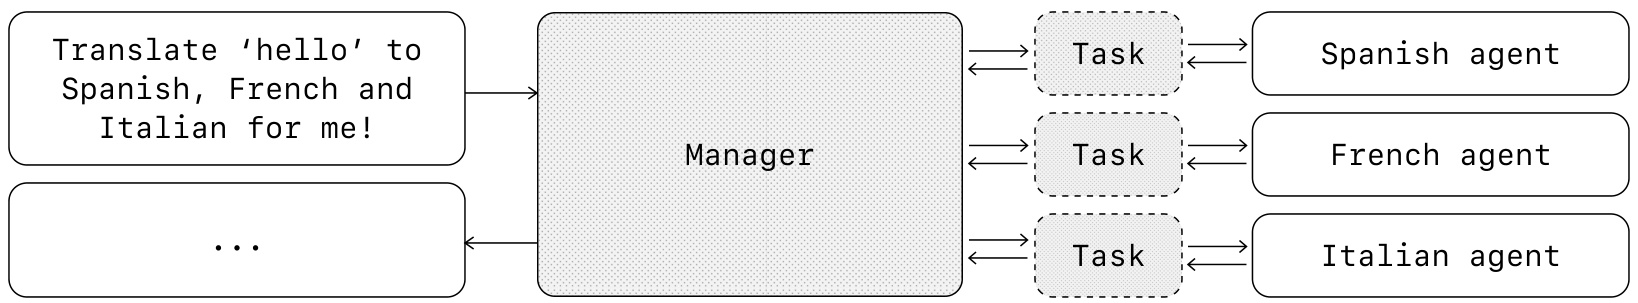 Translate ‘hello’ to
Spanish, French and
Italian for me!
...
Manager
Task
Spanish agent
Task
French agent
Task
Italian agent